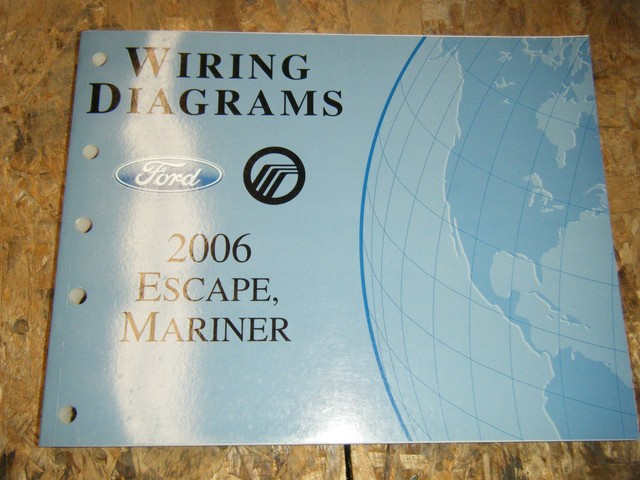 WIRING
DIAGRAMS
Ford
2006
ESCAPE,
MARINER